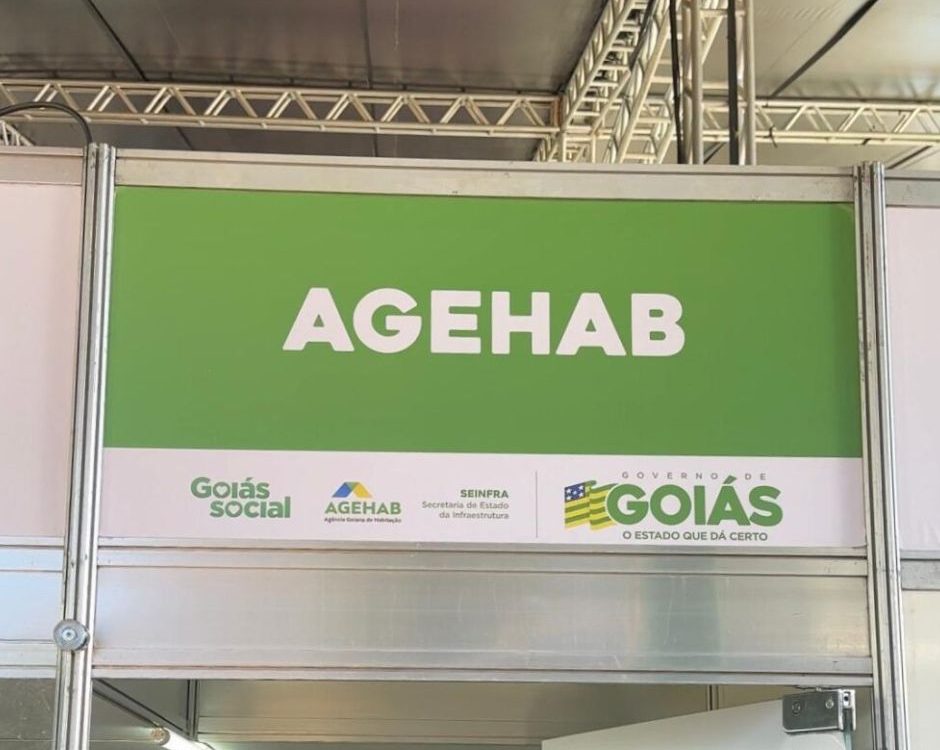 AGEHAB
Goiás
social
AGEHAB
Agência Goiana de Habitação
SEINFRA
Secretaria de Estado
da Infraestrutura
GOVERNO DE
GOIÁS
O ESTADO QUE DÁ CERTO